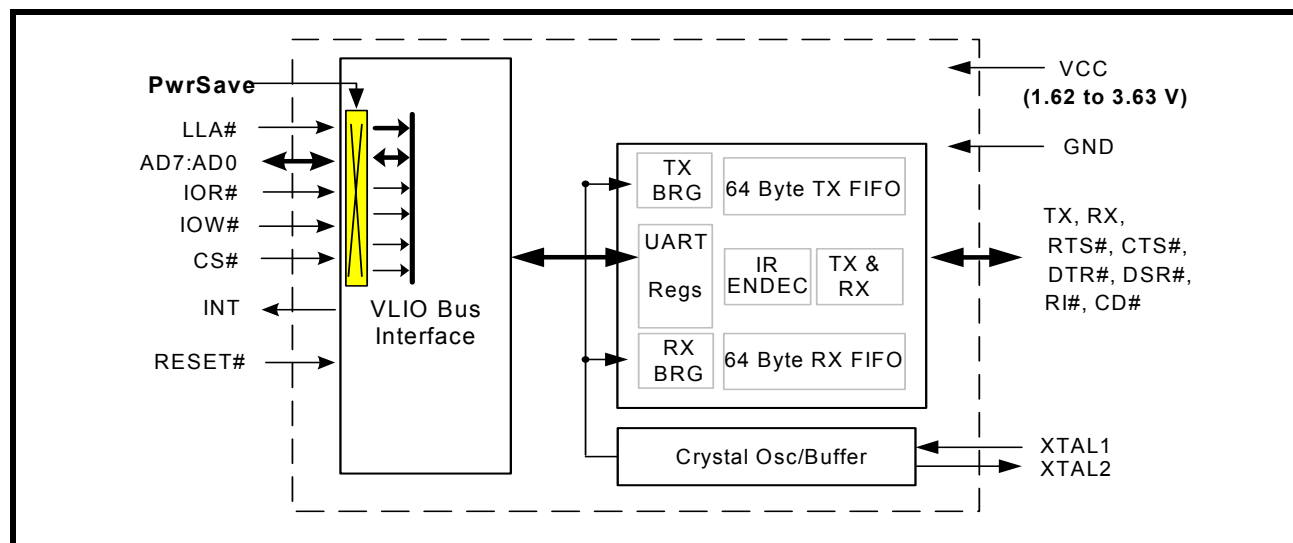 PwrSave
LLA#
AD7:AD0
IOR#
IOW#
CS#
INT
RESET#
VLIO Bus
Interface
TX
BRG
64 Byte TX FIFO
UART
Regs
IR
ENDEC
TX &
RX
RX
BRG
64 Byte RX FIFO
Crystal Osc/Buffer
VCC
(1.62 to 3.63 V)
GND
TX, RX,
RTS#, CTS#,
DTR#, DSR#,
RI#, CD#
XTAL1
XTAL2